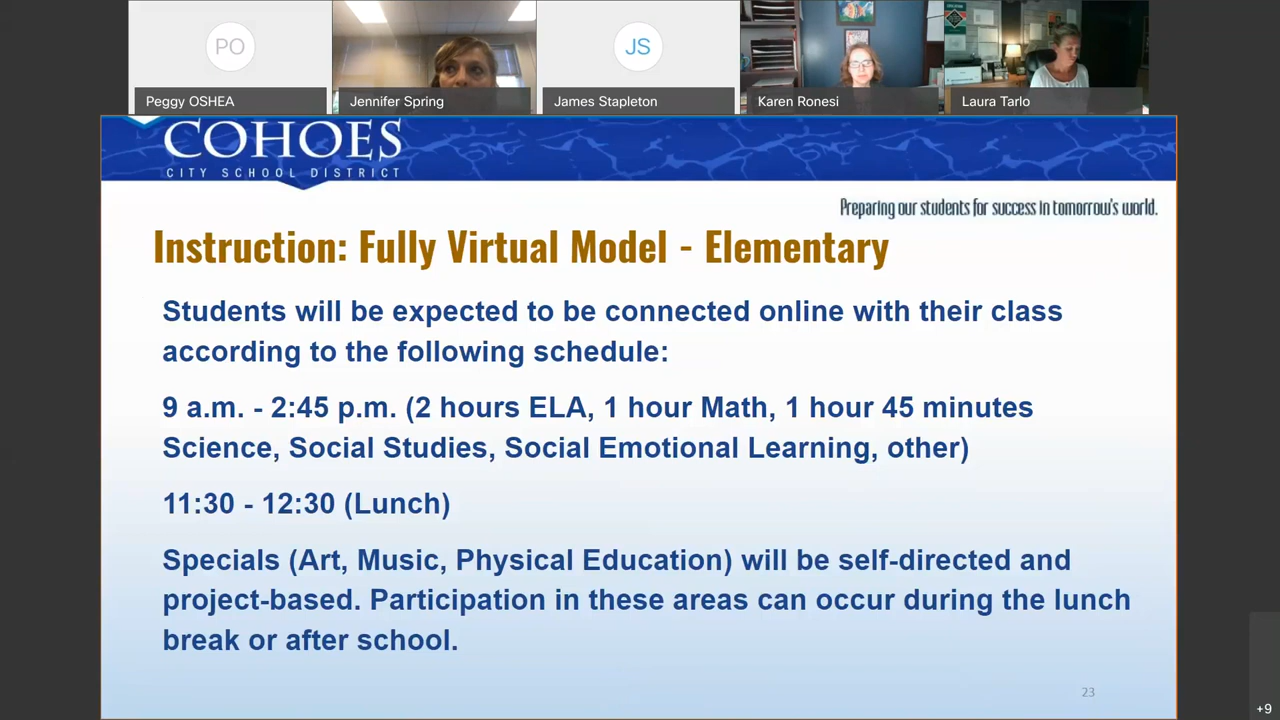 PO
JS
Peggy OSHEA
Jennifer Spring
James Stapleton
Karen Ronesi
Laura Tarlo
COHOES
CITY SCHOOL DISTRICT
Preparing our students for success in tomorrow's world.
Instruction: Fully Virtual Model - Elementary
Students will be expected to be connected online with their class
according to the following schedule:
9 a.m. - 2:45 p.m. (2 hours ELA, 1 hour Math, 1 hour 45 minutes
Science, Social Studies, Social Emotional Learning, other)
11:30 - 12:30 (Lunch)
Specials (Art, Music, Physical Education) will be self-directed and
project-based. Participation in these areas can occur during the lunch
break or after school.
23
+9